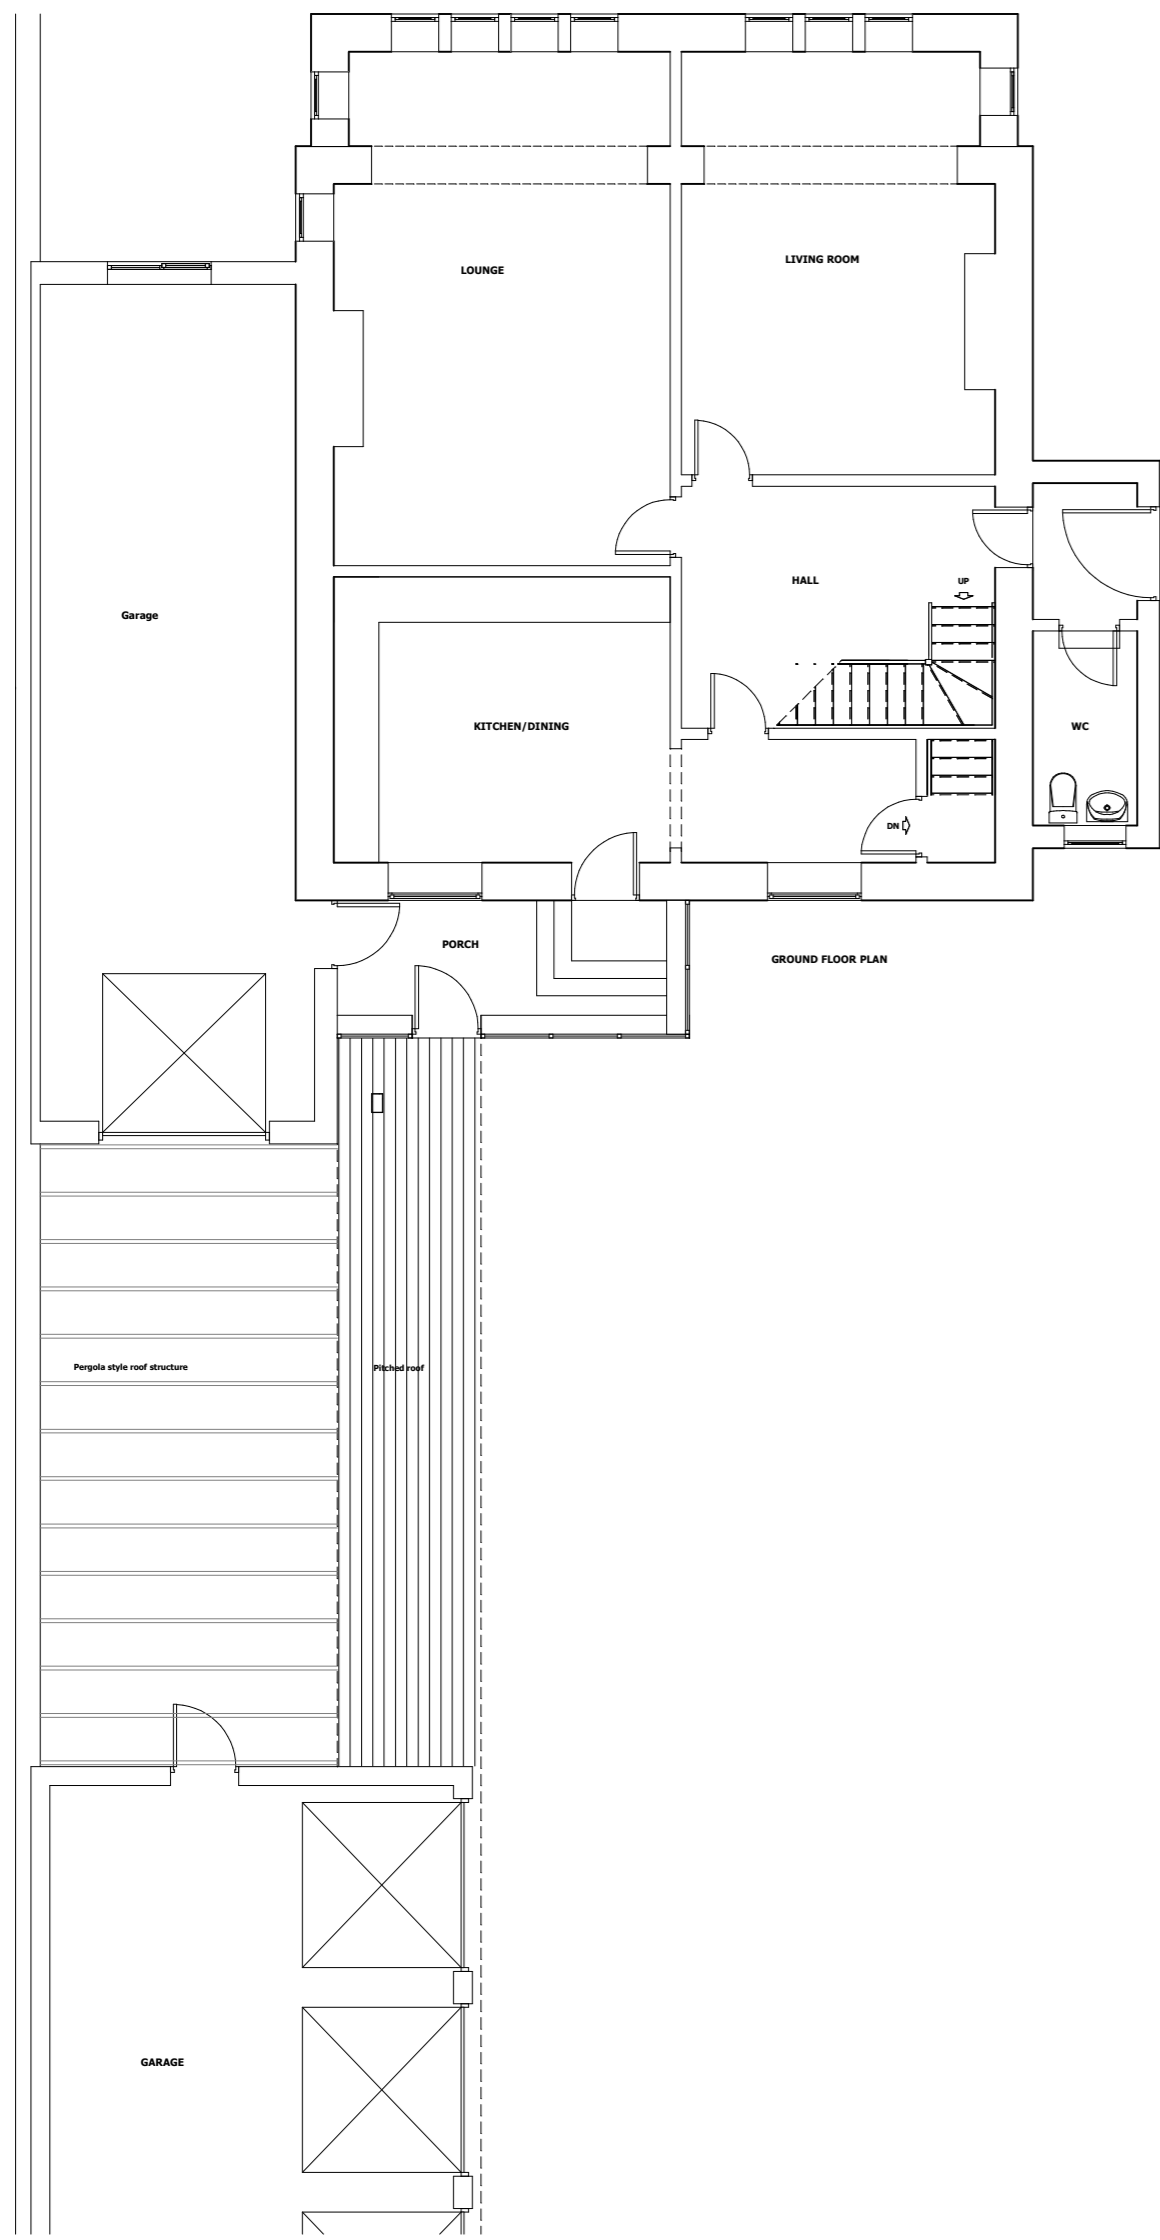 LIVING ROOM
LOUNGE
HALL
UP
Garage
KITCHEN/DINING
WC
DN
PORCH
GROUND FLOOR PLAN
Pergola style roof structure
Pitched roof
GARAGE